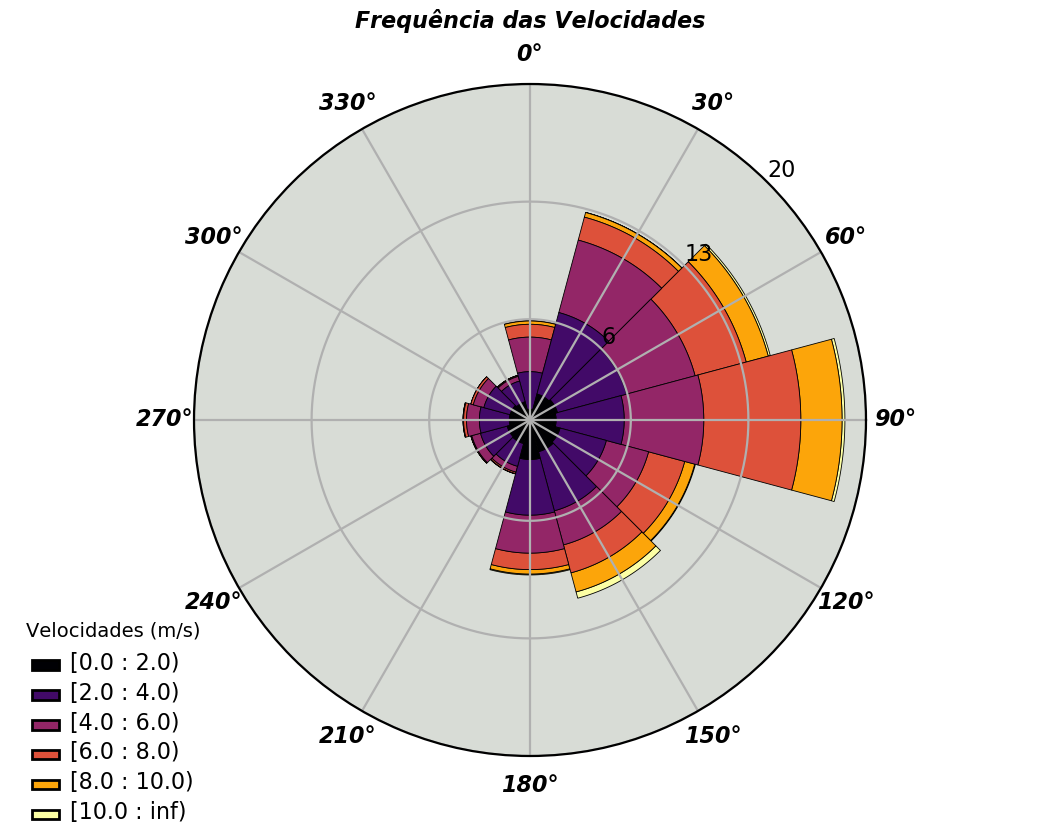 Frequência das Velocidades
0°
330°
30°
20
300°
60°
13
6
270°
90°
240°
120°
210°
150°
180°
Velocidades (m/s)
[0.0 : 2.0)
[2.0 : 4.0)
[4.0 : 6.0)
[6.0 : 8.0)
[8.0 : 10.0)
[10.0 : inf)